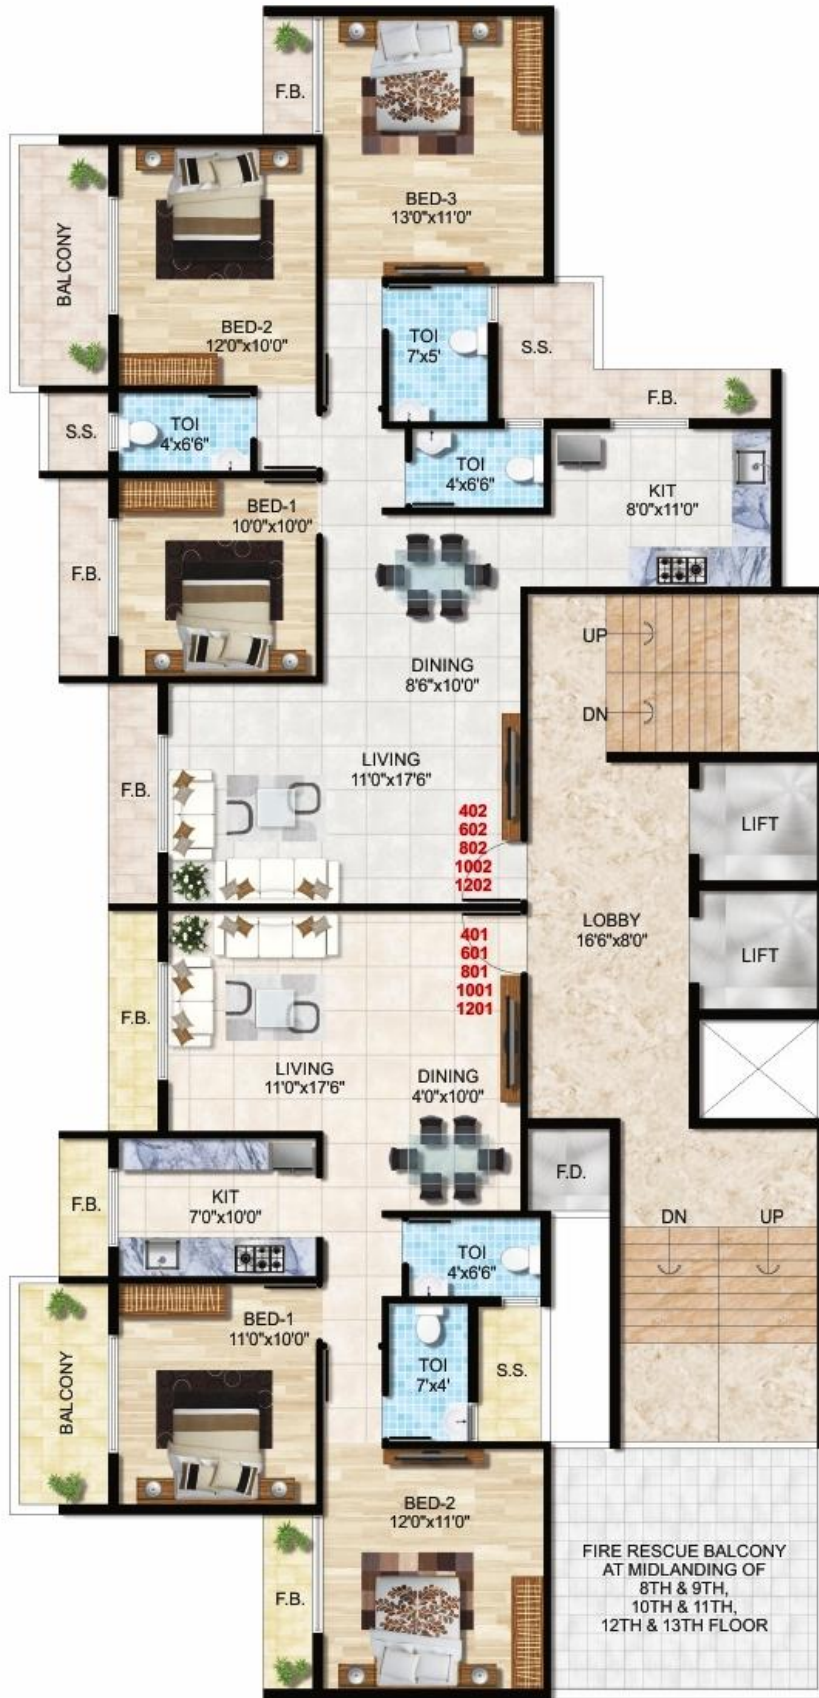 F.B.
BED-3
13'0"x11'0"
BALCONY
BED-2
12'0"x10'0"
TOI
7'x5'
S.S.
F.B.
S.S.
TOI
4'x6'6"
TOI
4'x6'6"
KIT
8'0"x11'0"
BED-1
10'0"x10'0"
F.B.
DINING
8'6"x10'0"
UP
DN
LIVING
11'0"x17'6"
F.B.
402
602
802
1002
1202
LIFT
LOBBY
16'6"x8'0"
401
601
801
1001
1201
LIFT
F.B.
LIVING
11'0"x17'6"
DINING
4'0"x10'0"
F.D.
F.B.
KIT
7'0"x10'0"
DN
UP
TOI
4'x6'6"
BED-1
11'0"x10'0"
BALCONY
TOI
7'x4'
S.S.
BED-2
12'0"x11'0"
F.B.
FIRE RESCUE BALCONY
AT MIDLANDING OF
8TH & 9TH,
10TH & 11TH,
12TH & 13TH FLOOR